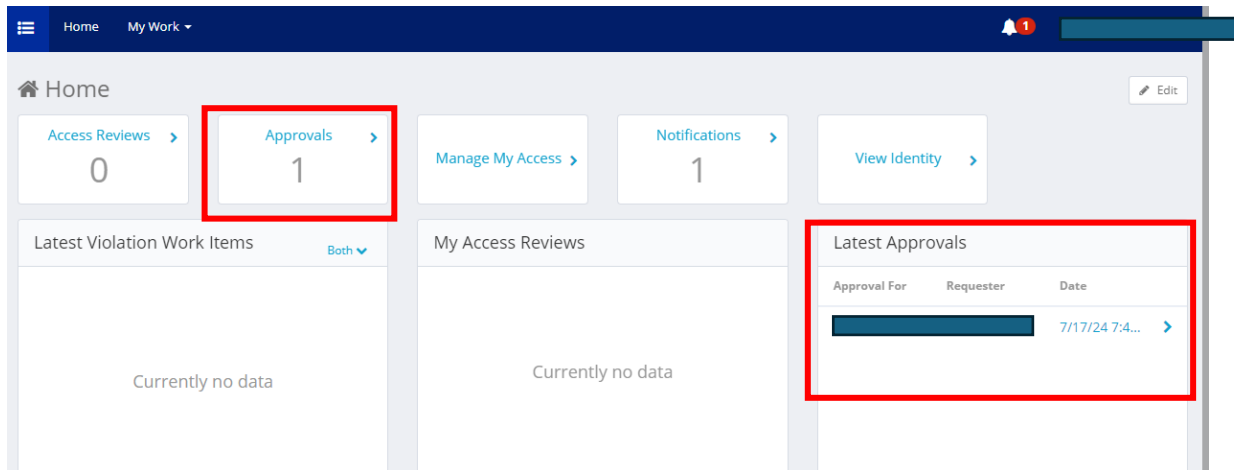 Home My Work
1
Home
Edit
Access Reviews
0
Approvals
1
Manage My Access
Notifications
1
View Identity
Latest Violation Work Items
Both
Currently no data
My Access Reviews
Currently no data
Latest Approvals
Approval For Requester Date
7/17/24 7:4...